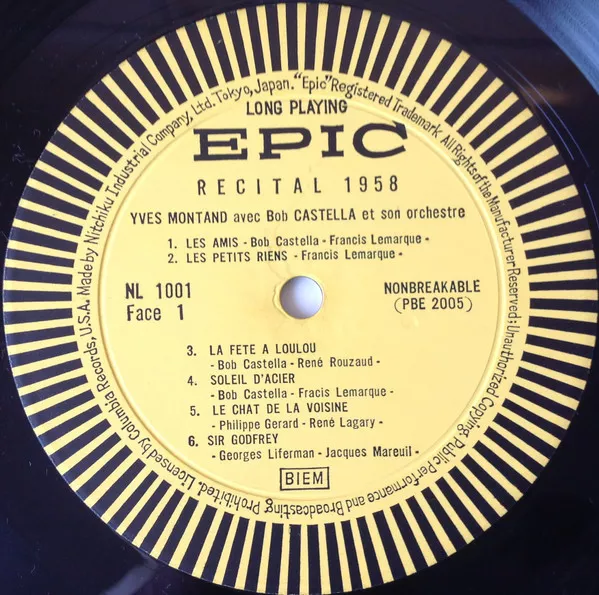 Licensed by Columbia Records, U.S.A. Made by Nitchiku Industrial Company, Ltd. Tokyo, Japan. "Epic" Registered Trademark All Rights of the Manufacturer Reserved; Unauthorized Copying, Public Performance and Broadcasting Prohibited.
LONG PLAYING
EPIC
RECITAL 1958
YVES MONTAND avec Bob CASTELLA et son orchestre
1. LES AMIS - Bob Castella - Francis Lemarque -
2. LES PETITS RIENS - Francis Lemarque -
NL 1001
Face 1
NONBREAKABLE
(PBE 2005)
3. LA FETE A LOULOU
- Bob Castella - René Rouzaud -
4. SOLEIL D'ACIER
- Bob Castella - Fracis Lemarque -
5. LE CHAT DE LA VOISINE
- Philippe Gerard - René Lagary -
6. SIR GODFREY
- Georges Liferman - Jacques Mareuil -
BIEM